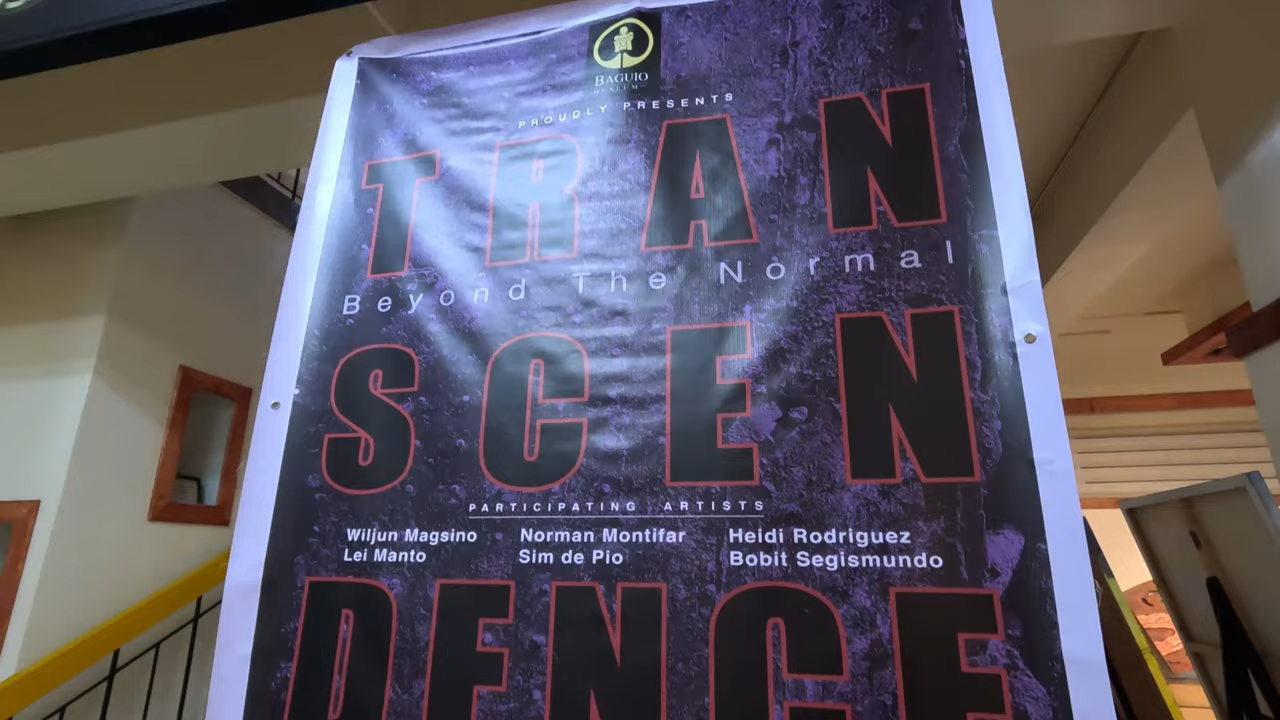 BAGUIO
MUSEUM
PROUDLY PRESENTS
TRAN
Beyond The Normal
SCEN
PARTICIPATING ARTISTS
Wiljun Magsino Norman Montifar Heidi Rodriguez
Lei Manto Sim de Pio Bobit Segismundo
DENCE